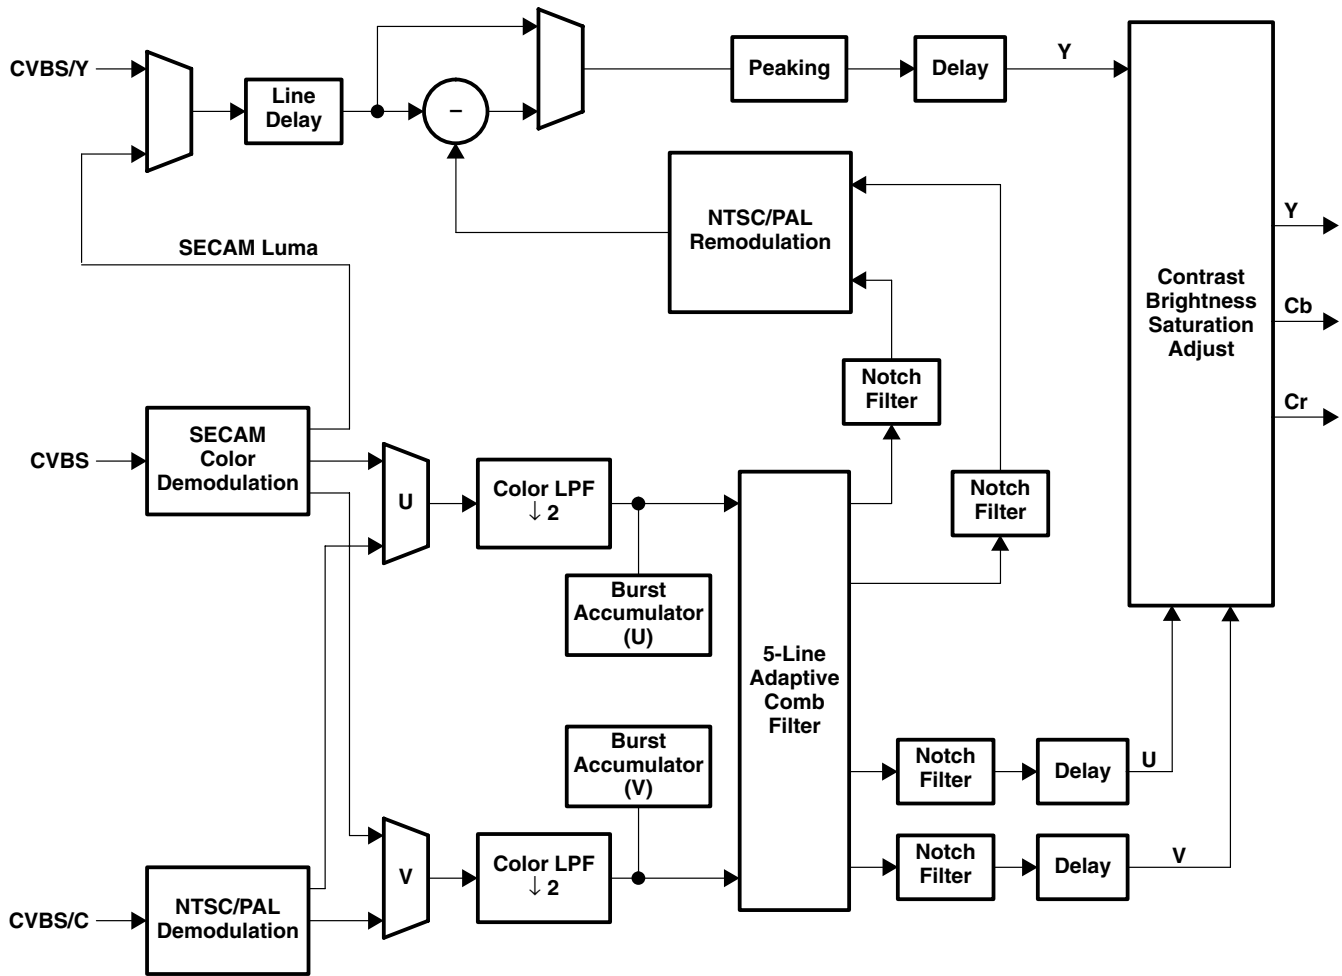 CVBS/Y
Line
Delay
–
Peaking
Delay
Y
NTSC/PAL
Remodulation
SECAM Luma
Contrast
Brightness
Saturation
Adjust
Y
Cb
Cr
Notch
Filter
CVBS
SECAM
Color
Demodulation
U
Color LPF
↓ 2
Notch
Filter
Burst
Accumulator
(U)
5-Line
Adaptive
Comb
Filter
Burst
Accumulator
(V)
Notch
Filter
Delay
U
CVBS/C
NTSC/PAL
Demodulation
V
Color LPF
↓ 2
Notch
Filter
Delay
V